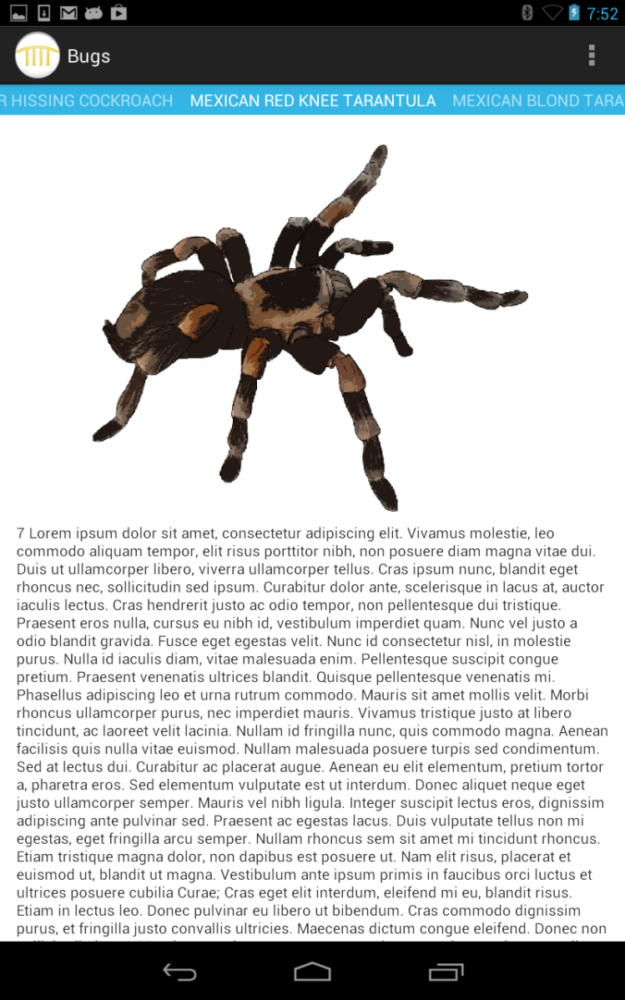 7:52
Bugs
R HISSING COCKROACH MEXICAN RED KNEE TARANTULA MEXICAN BLOND TARA
7 Lorem ipsum dolor sit amet, consectetur adipiscing elit. Vivamus molestie, leo
commodo aliquam tempor, elit risus porttitor nibh, non posuere diam magna vitae dui.
Duis ut ullamcorper libero, viverra ullamcorper tellus. Cras ipsum nunc, blandit eget
rhoncus nec, sollicitudin sed ipsum. Curabitur dolor ante, scelerisque in lacus at, auctor
iaculis lectus. Cras hendrerit justo ac odio tempor, non pellentesque dui tristique.
Praesent eros nulla, cursus eu nibh id, vestibulum imperdiet quam. Nunc vel justo a
odio blandit gravida. Fusce eget egestas velit. Nunc id consectetur nisl, in molestie
purus. Nulla id iaculis diam, vitae malesuada enim. Pellentesque suscipit congue
pretium. Praesent venenatis ultrices blandit. Quisque pellentesque venenatis mi.
Phasellus adipiscing leo et urna rutrum commodo. Mauris sit amet mollis velit. Morbi
rhoncus ullamcorper purus, nec imperdiet mauris. Vivamus tristique justo at libero
tincidunt, ac laoreet velit lacinia. Nullam id fringilla nunc, quis commodo magna. Aenean
facilisis quis nulla vitae euismod. Nullam malesuada posuere turpis sed condimentum.
Sed at lectus dui. Curabitur ac placerat augue. Aenean eu elit elementum, pretium tortor
a, pharetra eros. Sed elementum vulputate est ut interdum. Donec aliquet neque eget
justo ullamcorper semper. Mauris vel nibh ligula. Integer suscipit lectus eros, dignissim
adipiscing ante pulvinar sed. Praesent ac egestas lacus. Duis vulputate tellus non mi
egestas, eget fringilla arcu semper. Nullam rhoncus sem sit amet mi tincidunt rhoncus.
Etiam tristique magna dolor, non dapibus est posuere ut. Nam elit risus, placerat et
euismod ut, blandit ut magna. Vestibulum ante ipsum primis in faucibus orci luctus et
ultrices posuere cubilia Curae; Cras eget elit interdum, eleifend mi eu, blandit risus.
Etiam in lectus leo. Donec pulvinar eu libero ut bibendum. Cras commodo dignissim
purus, et fringilla justo convallis ultricies. Maecenas dictum congue eleifend. Donec non